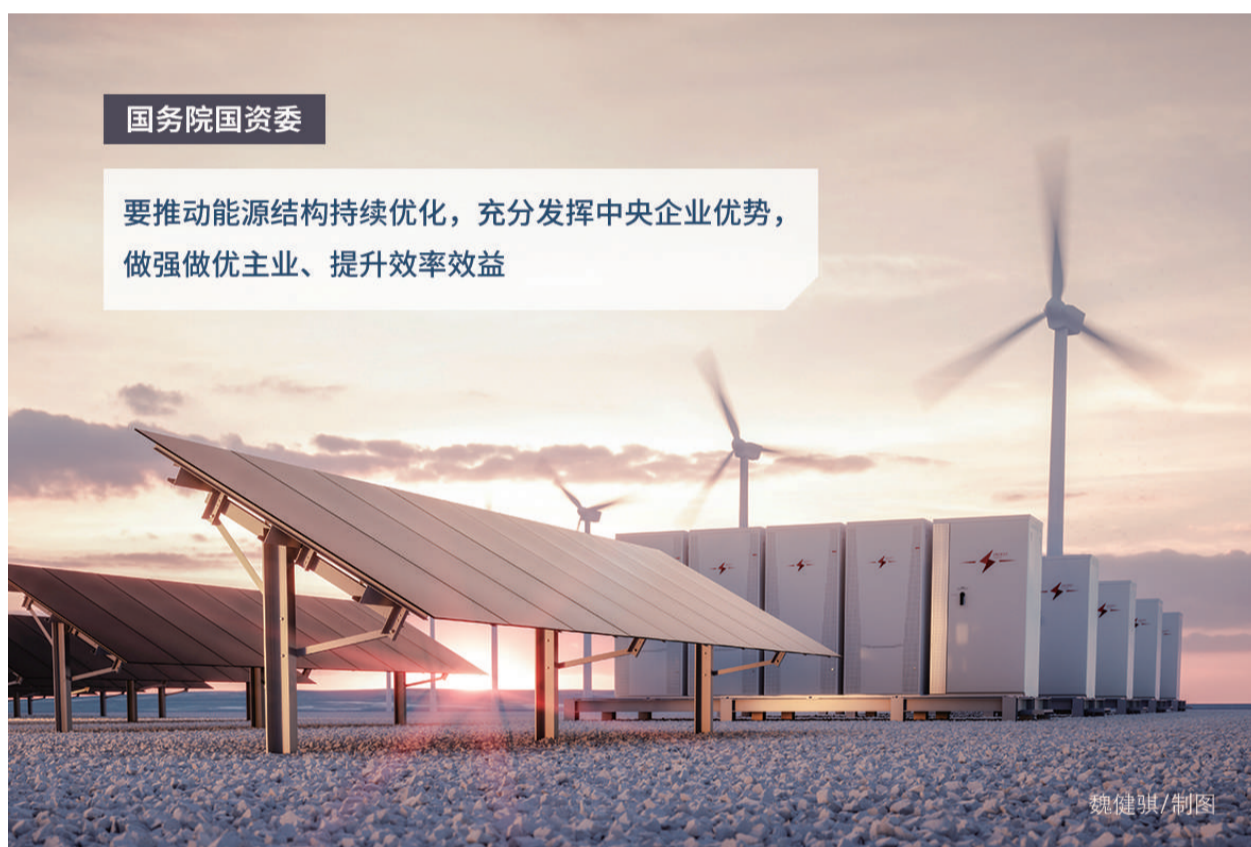 国务院国资委
要推动能源结构持续优化，充分发挥中央企业优势，
做强做优主业、提升效率效益
魏健骐/制图